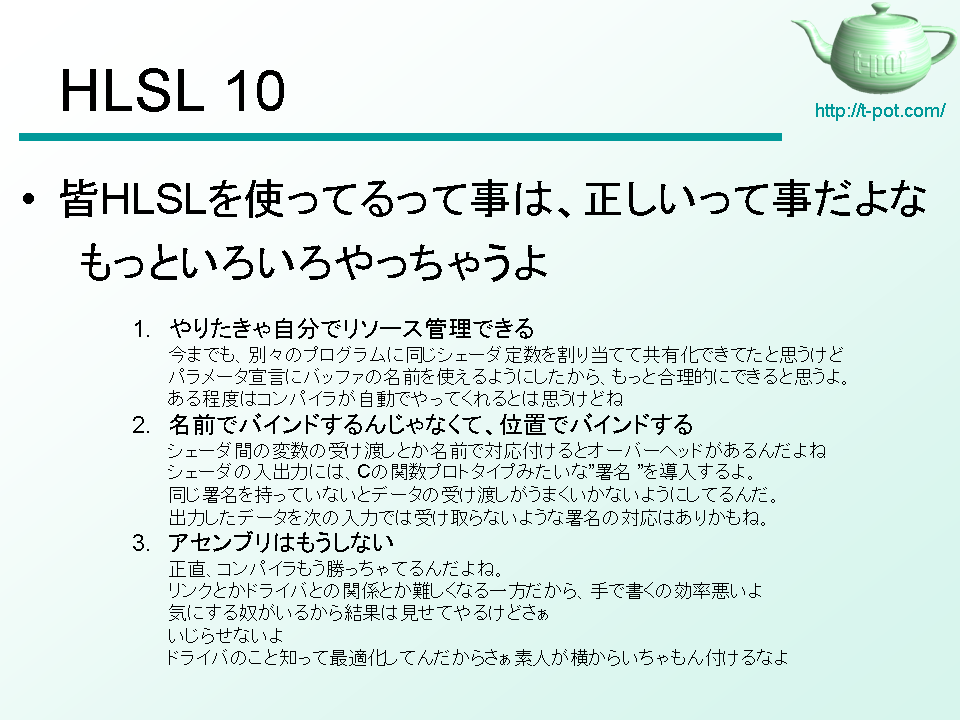 t-pot
http://t-pot.com/
HLSL 10
• 皆HLSLを使ってるって事は、正しいって事だよな
もっといろいろやっちゃうよ
1. やりたきゃ自分でリソース管理できる
今までも、別々のプログラムに同じシェーダ定数を割り当てて共有化できてたと思うけど
パラメータ宣言にバッファの名前を使えるようにしたから、もっと合理的にできると思うよ。
ある程度はコンパイラが自動でやってくれるとは思うけどね
2. 名前でバインドするんじゃなくて、位置でバインドする
シェーダ間の変数の受け渡しとか名前で対応付けるとオーバーヘッドがあるんだよね
シェーダの入出力には、Cの関数プロトタイプみたいな”署名 ”を導入するよ。
同じ署名を持っていないとデータの受け渡しがうまくいかないようにしてるんだ。
出力したデータを次の入力では受け取らないような署名の対応はありかもね。
3. アセンブリはもうしない
正直、コンパイラもう勝っちゃてるんだよね。
リンクとかドライバとの関係とか難しくなる一方だから、手で書くの効率悪いよ
気にする奴がいるから結果は見せてやるけどさぁ
いじらせないよ
ドライバのこと知って最適化してんだからさぁ素人が横からいちゃもん付けるなよ